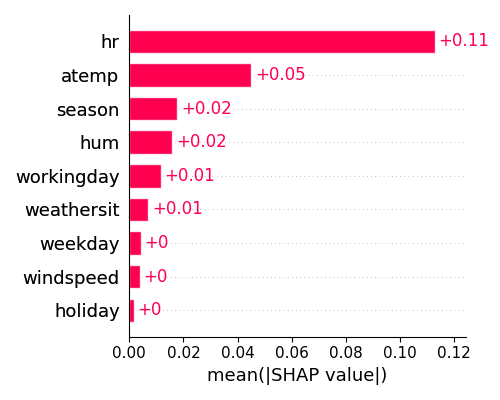 hr +0.11
atemp +0.05
season +0.02
hum +0.02
workingday +0.01
weathersit +0.01
weekday +0
windspeed +0
holiday +0
0.00 0.02 0.04 0.06 0.08 0.10 0.12
mean(|SHAP value|)